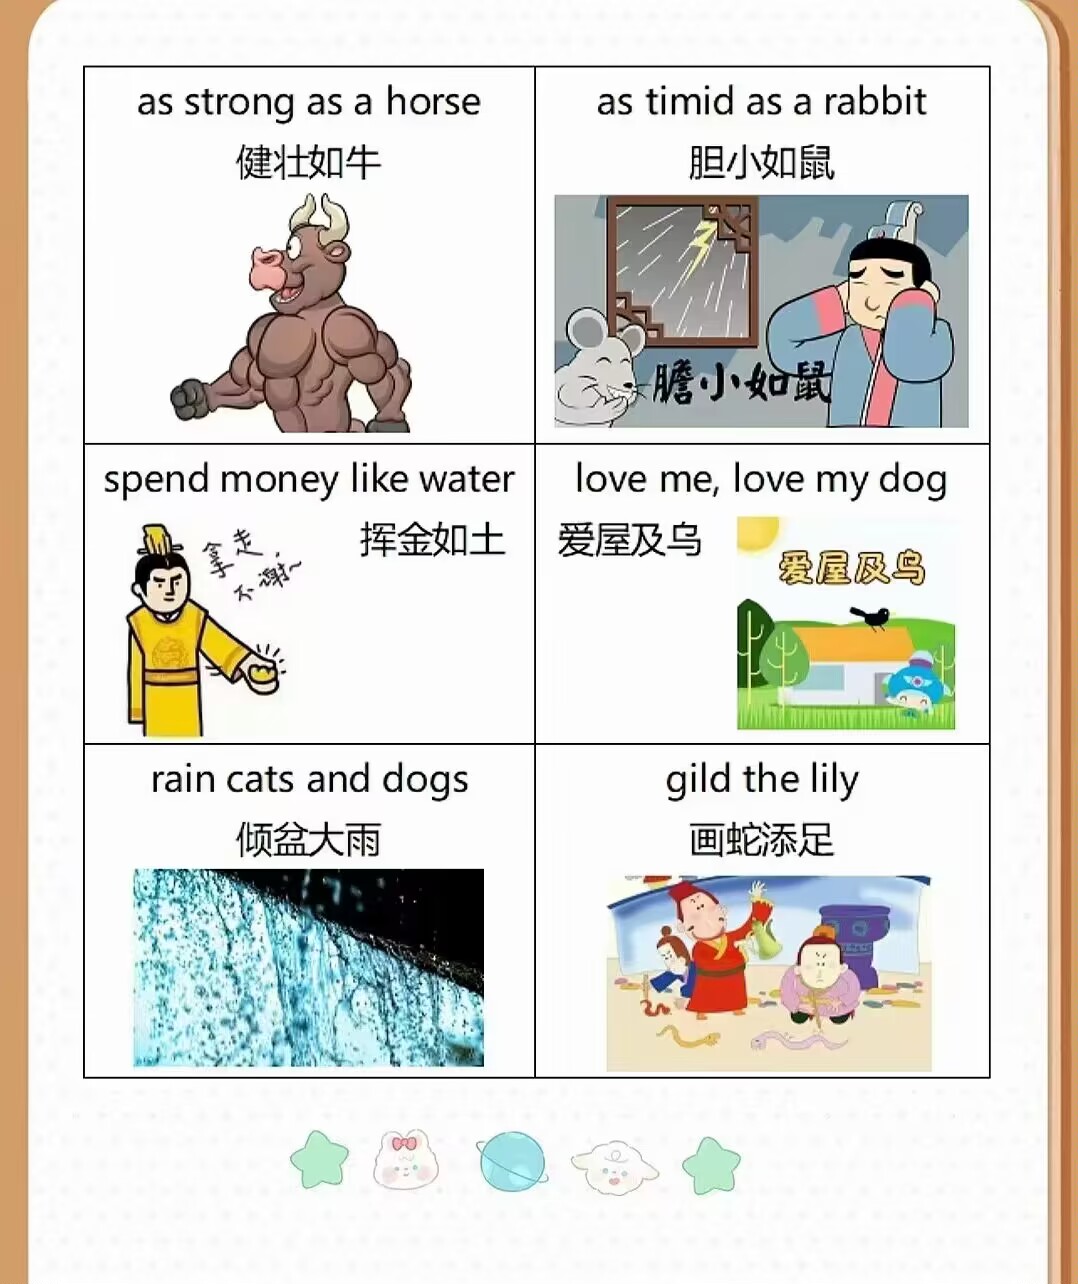 as strong as a horse
健壮如牛
as timid as a rabbit
胆小如鼠
膽小如鼠
spend money like water
挥金如土
拿走,
不谢~
love me, love my dog
爱屋及乌
爱屋及乌
rain cats and dogs
倾盆大雨
gild the lily
画蛇添足